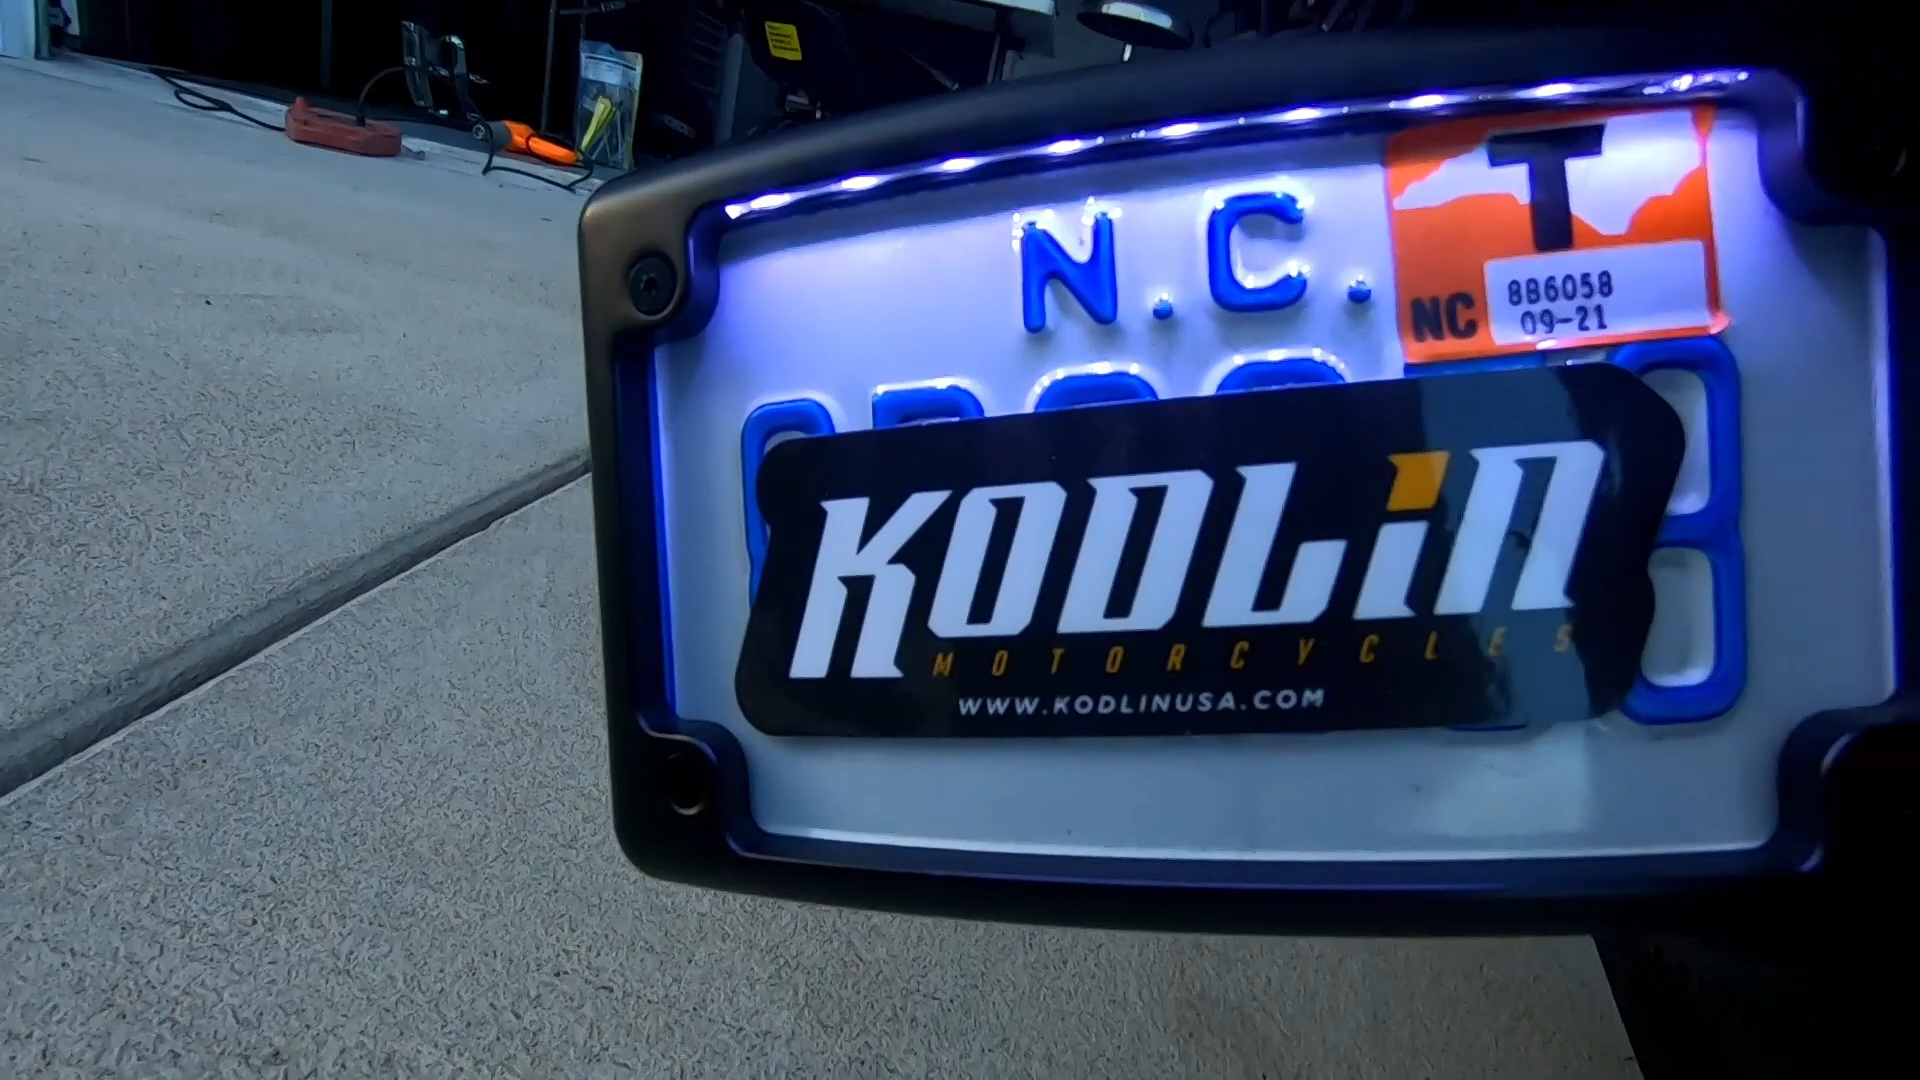 N.C.
T
886058
NC
09-21
KODLiN
MOTORCYCLES
WWW.KODLINUSA.COM